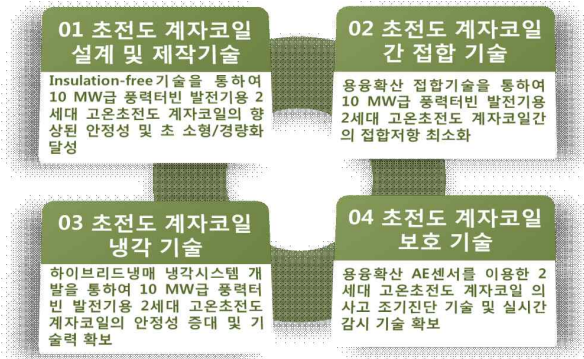 01 초전도 계자코일
설계 및 제작기술
Insulation-free기술을 통하여
10 MW급 풍력터빈 발전기용 2
세대 고온초전도 계자코일의 향
상된 안정성 및 초 소형/경량화
달성
02 초전도 계자코일
간 접합 기술
용융확산 접합기술을 통하여
10 MW급 풍력터빈 발전기용
2세대 고온초전도 계자코일간
의 접합저항 최소화
03 초전도 계자코일
냉각 기술
하이브리드냉매 냉각시스템 개
발을 통하여 10 MW급 풍력터
빈 발전기용 2세대 고온초전도
계자코일의 안정성 증대 및 기
술력 확보
04 초전도 계자코일
보호 기술
용융확산 AE센서를 이용한 2
세대 고온초전도 계자코일 의
사고 조기진단 기술 및 실시간
감시 기술 확보